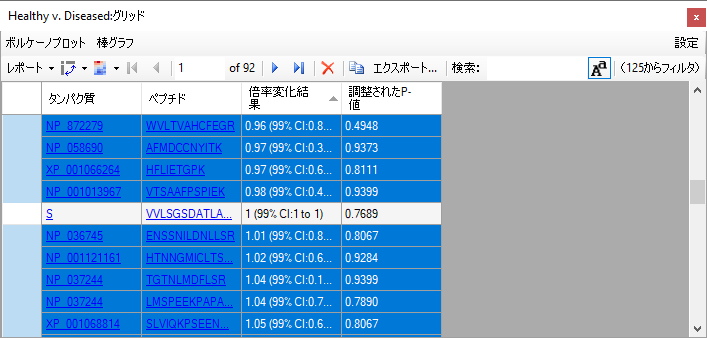 Healthy v. Diseased:グリッド
ボルケーノプロット 棒グラフ 設定
レポート 1 of 92 エクスポート... 検索: Aa (125からフィルタ)
タンパク質 ペプチド 倍率変化結果 調整されたP-値
NP_872279 WVLTVAHCFEGR 0.96 (99% CI:0.8... 0.4948
NP_058690 AFMDCCNYITK 0.97 (99% CI:0.3... 0.9373
XP_001066264 HFLIETGPK 0.97 (99% CI:0.6... 0.8111
NP_001013967 VTSAAFPSPIEK 0.98 (99% CI:0.4... 0.9399
S VVLSGSDATLA... 1 (99% CI:1 to 1) 0.7689
NP_036745 ENSSNILDNLLSR 1.01 (99% CI:0.8... 0.8067
NP_001121161 HTNNGMICLTS... 1.02 (99% CI:0.6... 0.9284
NP_037244 TGTNLMDFLSR 1.04 (99% CI:0.1... 0.9399
NP_037244 LMSPEEKPAPA... 1.04 (99% CI:0.7... 0.7890
XP_001068814 SLVIQKPSEEN... 1.05 (99% CI:0.6... 0.8067